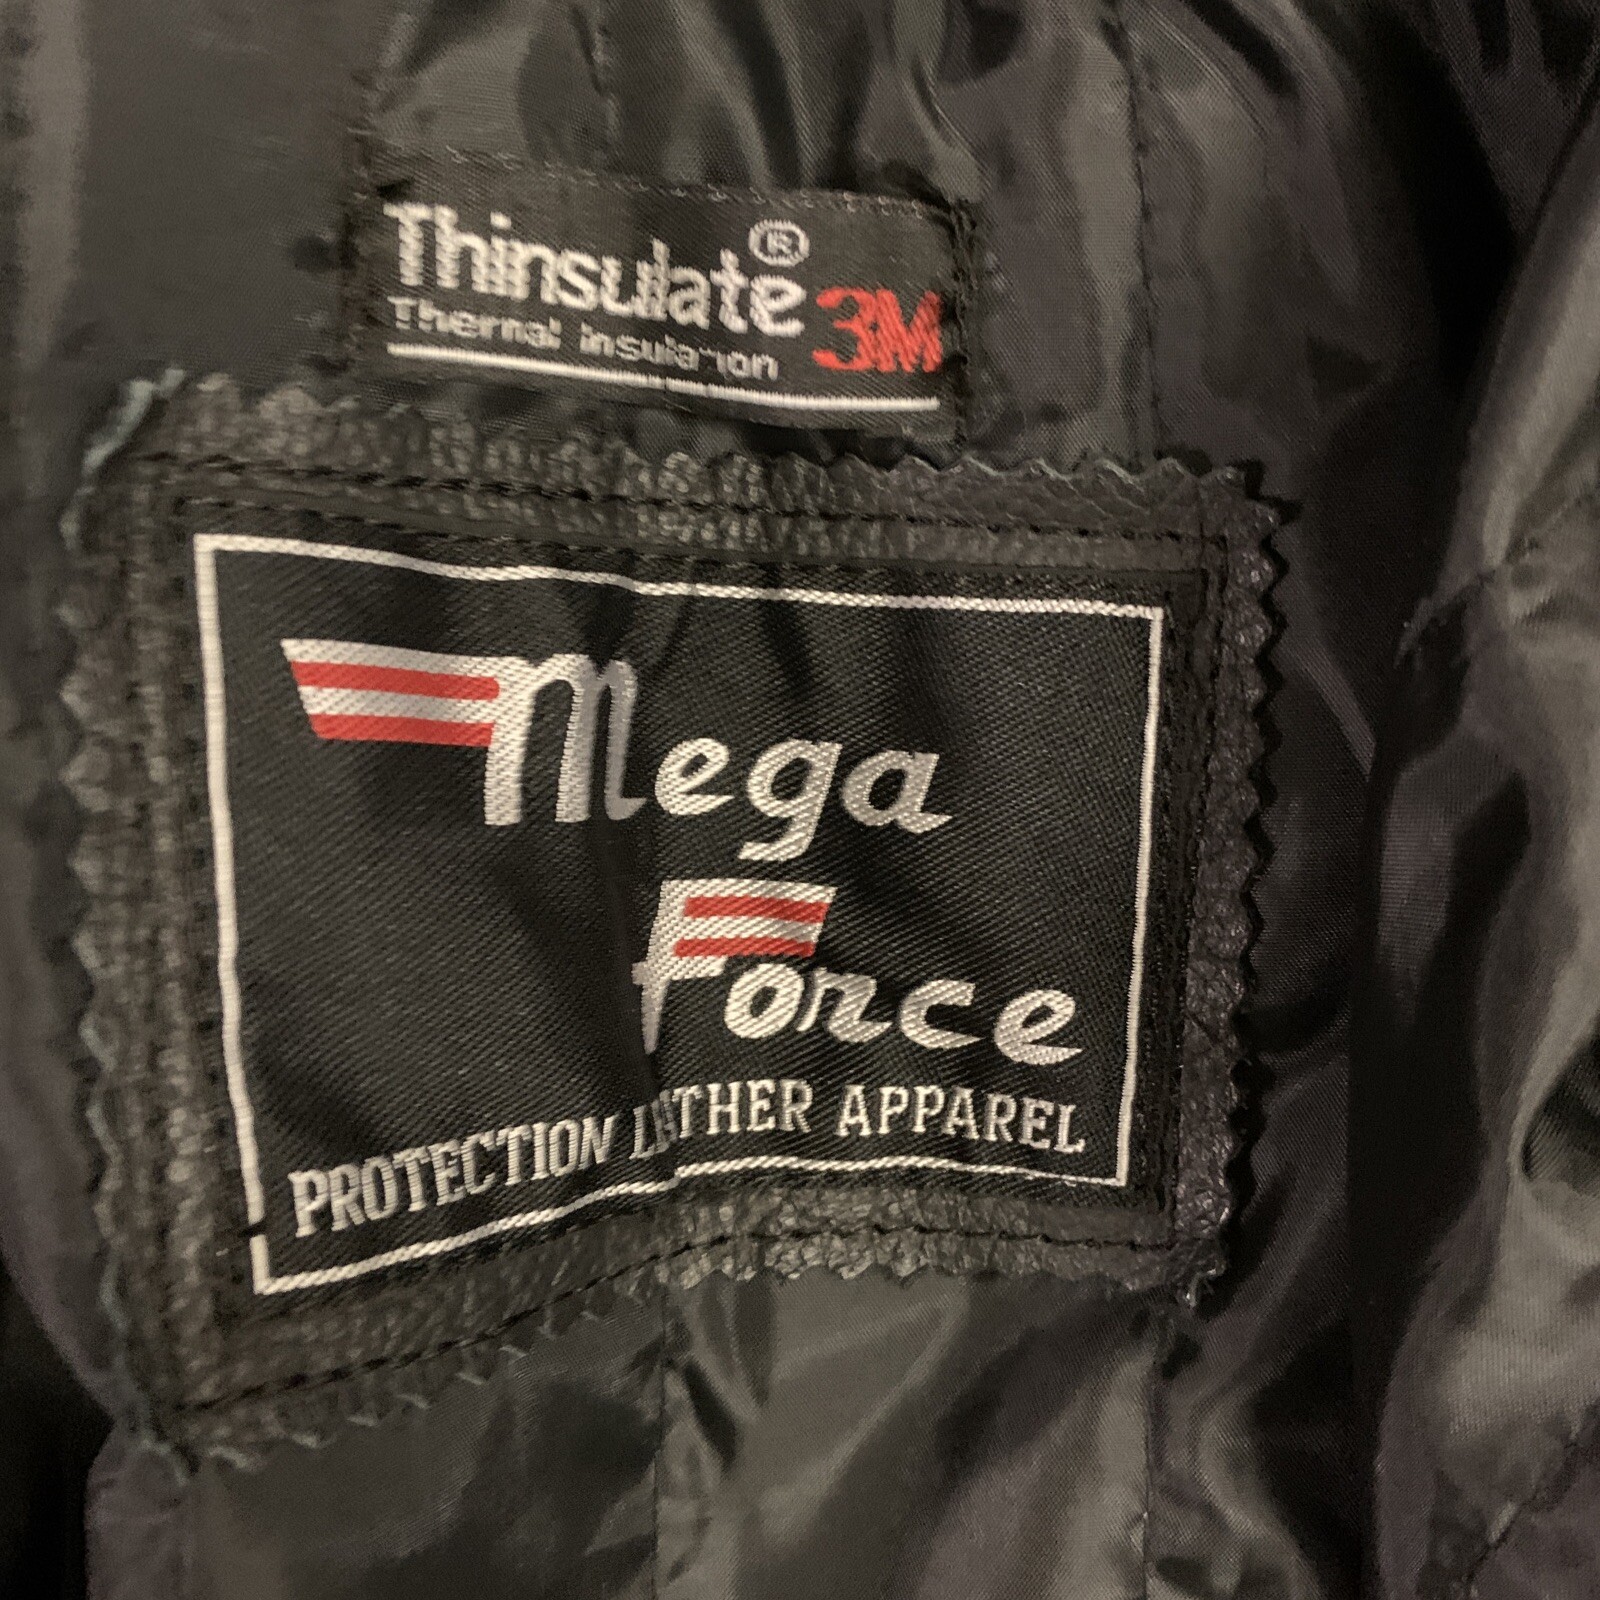 Thinsulate®
Thermal insulation 3M
Mega
Force
PROTECTION LEATHER APPAREL